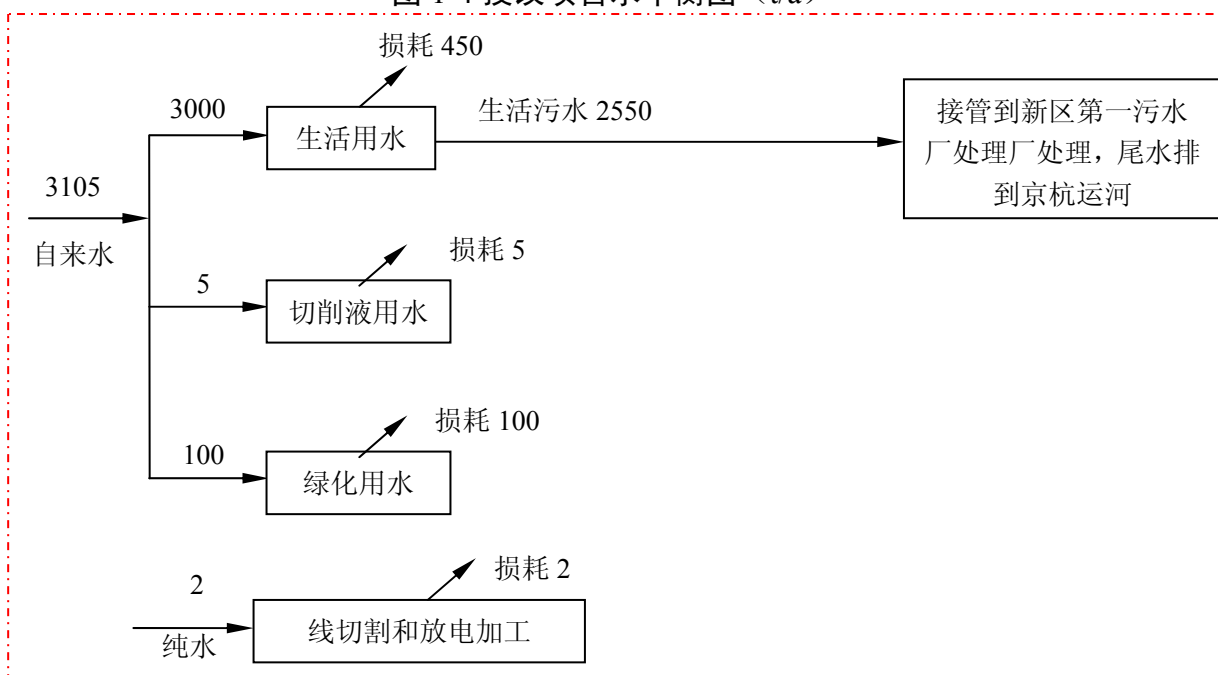 损耗 450
3000
生活用水
生活污水 2550
接管到新区第一污水
厂处理厂处理，尾水排
到京杭运河
3105
自来水
损耗 5
5
切削液用水
损耗 100
100
绿化用水
损耗 2
2
纯水
线切割和放电加工